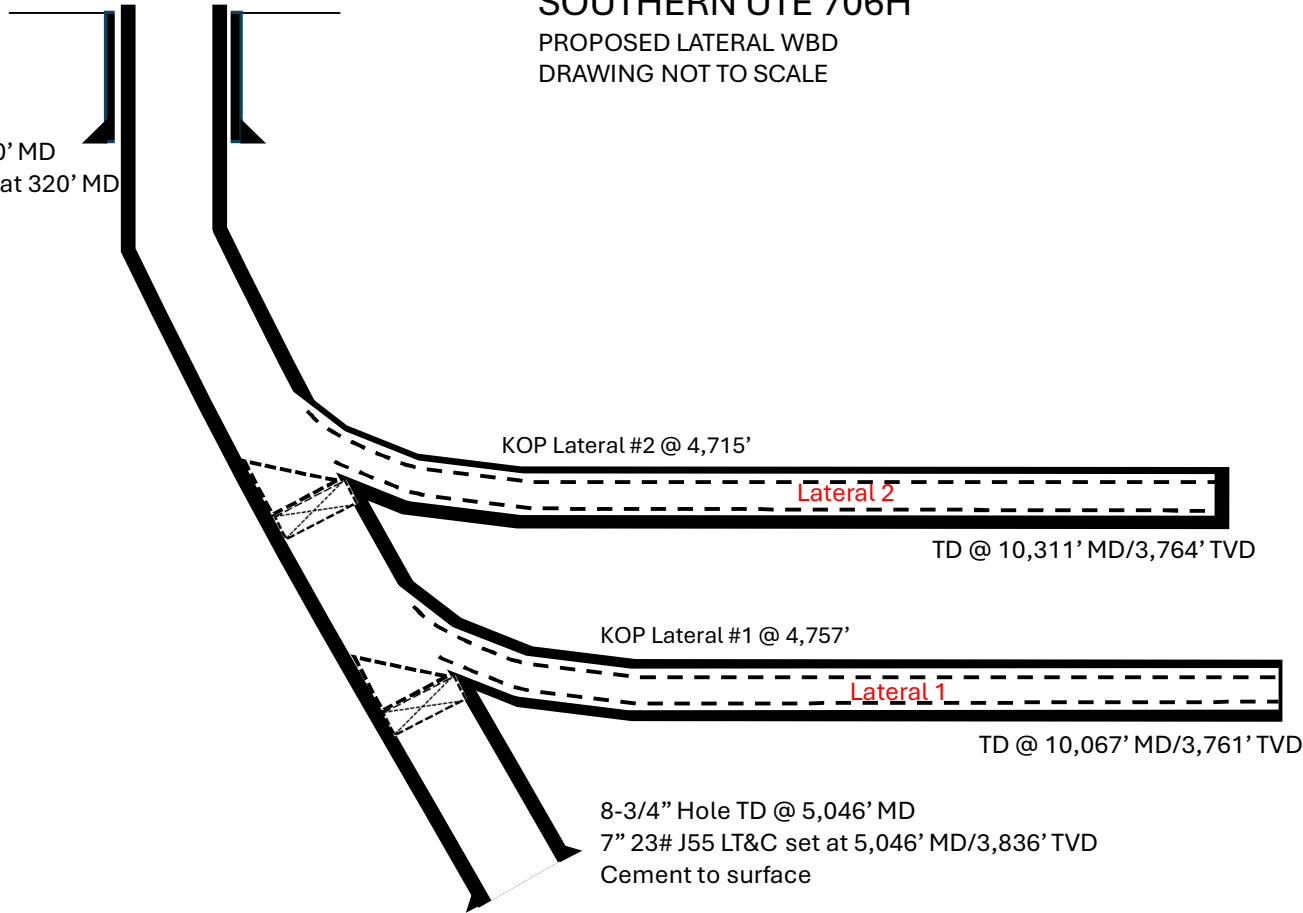 SOUTHERN UTE 706H
PROPOSED LATERAL WBD
DRAWING NOT TO SCALE
0’ MD
at 320’ MD
KOP Lateral #2 @ 4,715’
Lateral 2
TD @ 10,311’ MD/3,764’ TVD
KOP Lateral #1 @ 4,757’
Lateral 1
TD @ 10,067’ MD/3,761’ TVD
8-3/4” Hole TD @ 5,046’ MD
7” 23# J55 LT&C set at 5,046’ MD/3,836’ TVD
Cement to surface